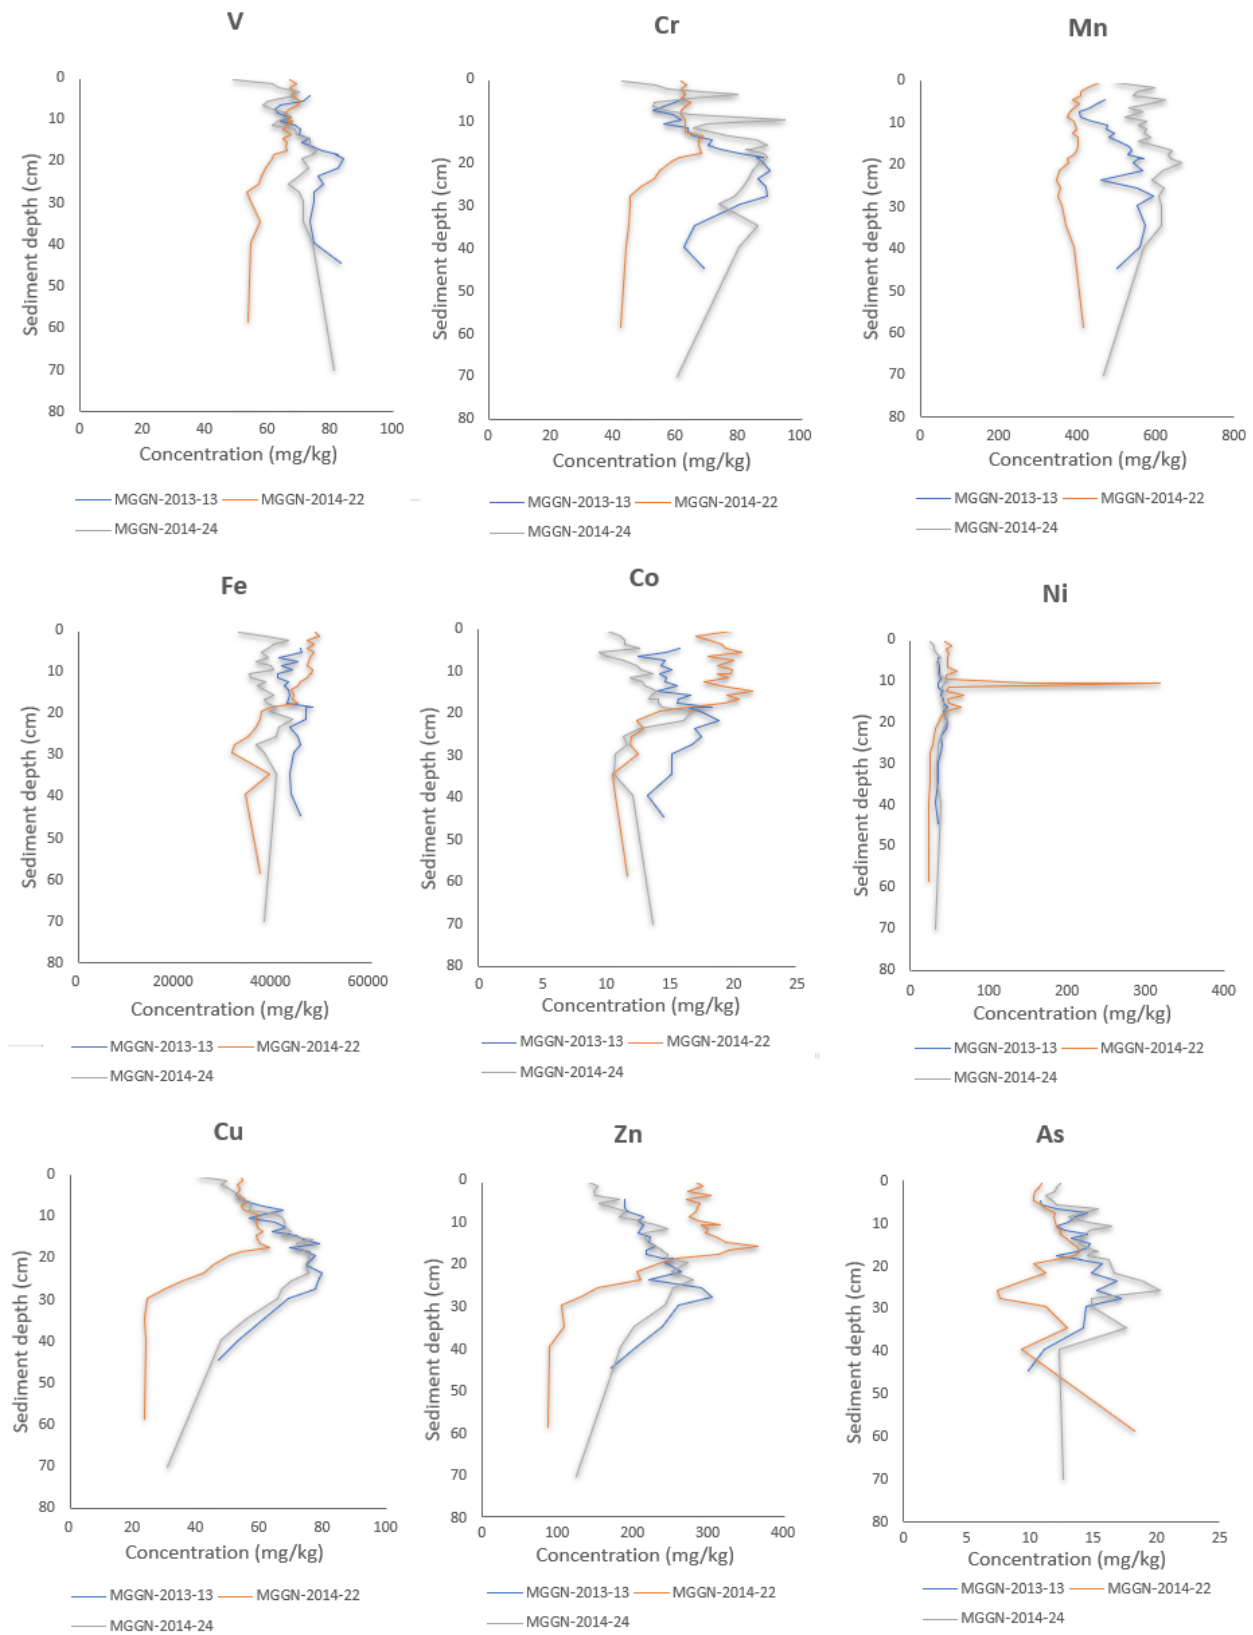 V
0
10
20
30
40
50
60
70
80
Sediment depth (cm)
0 20 40 60 80 100
Concentration (mg/kg)
MGGN-2013-13 MGGN-2014-22
MGGN-2014-24
Cr
0
10
20
30
40
50
60
70
80
Sediment depth (cm)
0 20 40 60 80 100
Concentration (mg/kg)
MGGN-2013-13 MGGN-2014-22
MGGN-2014-24
Mn
0
10
20
30
40
50
60
70
80
Sediment depth (cm)
0 200 400 600 800
Concentration (mg/kg)
MGGN-2013-13 MGGN-2014-22
MGGN-2014-24
Fe
0
10
20
30
40
50
60
70
80
Sediment depth (cm)
0 20000 40000 60000
Concentration (mg/kg)
MGGN-2013-13 MGGN-2014-22
MGGN-2014-24
Co
0
10
20
30
40
50
60
70
80
Sediment depth (cm)
0 5 10 15 20 25
Concentration (mg/kg)
MGGN-2013-13 MGGN-2014-22
MGGN-2014-24
Ni
0
10
20
30
40
50
60
70
80
Sediment depth (cm)
0 100 200 300 400
Concentration (mg/kg)
MGGN-2013-13 MGGN-2014-22
MGGN-2014-24
Cu
0
10
20
30
40
50
60
70
80
Sediment depth (cm)
0 20 40 60 80 100
Concentration (mg/kg)
MGGN-2013-13 MGGN-2014-22
MGGN-2014-24
Zn
0
10
20
30
40
50
60
70
80
Sediment depth (cm)
0 100 200 300 400
Concentration (mg/kg)
MGGN-2013-13 MGGN-2014-22
MGGN-2014-24
As
0
10
20
30
40
50
60
70
80
Sediment depth (cm)
0 5 10 15 20 25
Concentration (mg/kg)
MGGN-2013-13 MGGN-2014-22
MGGN-2014-24